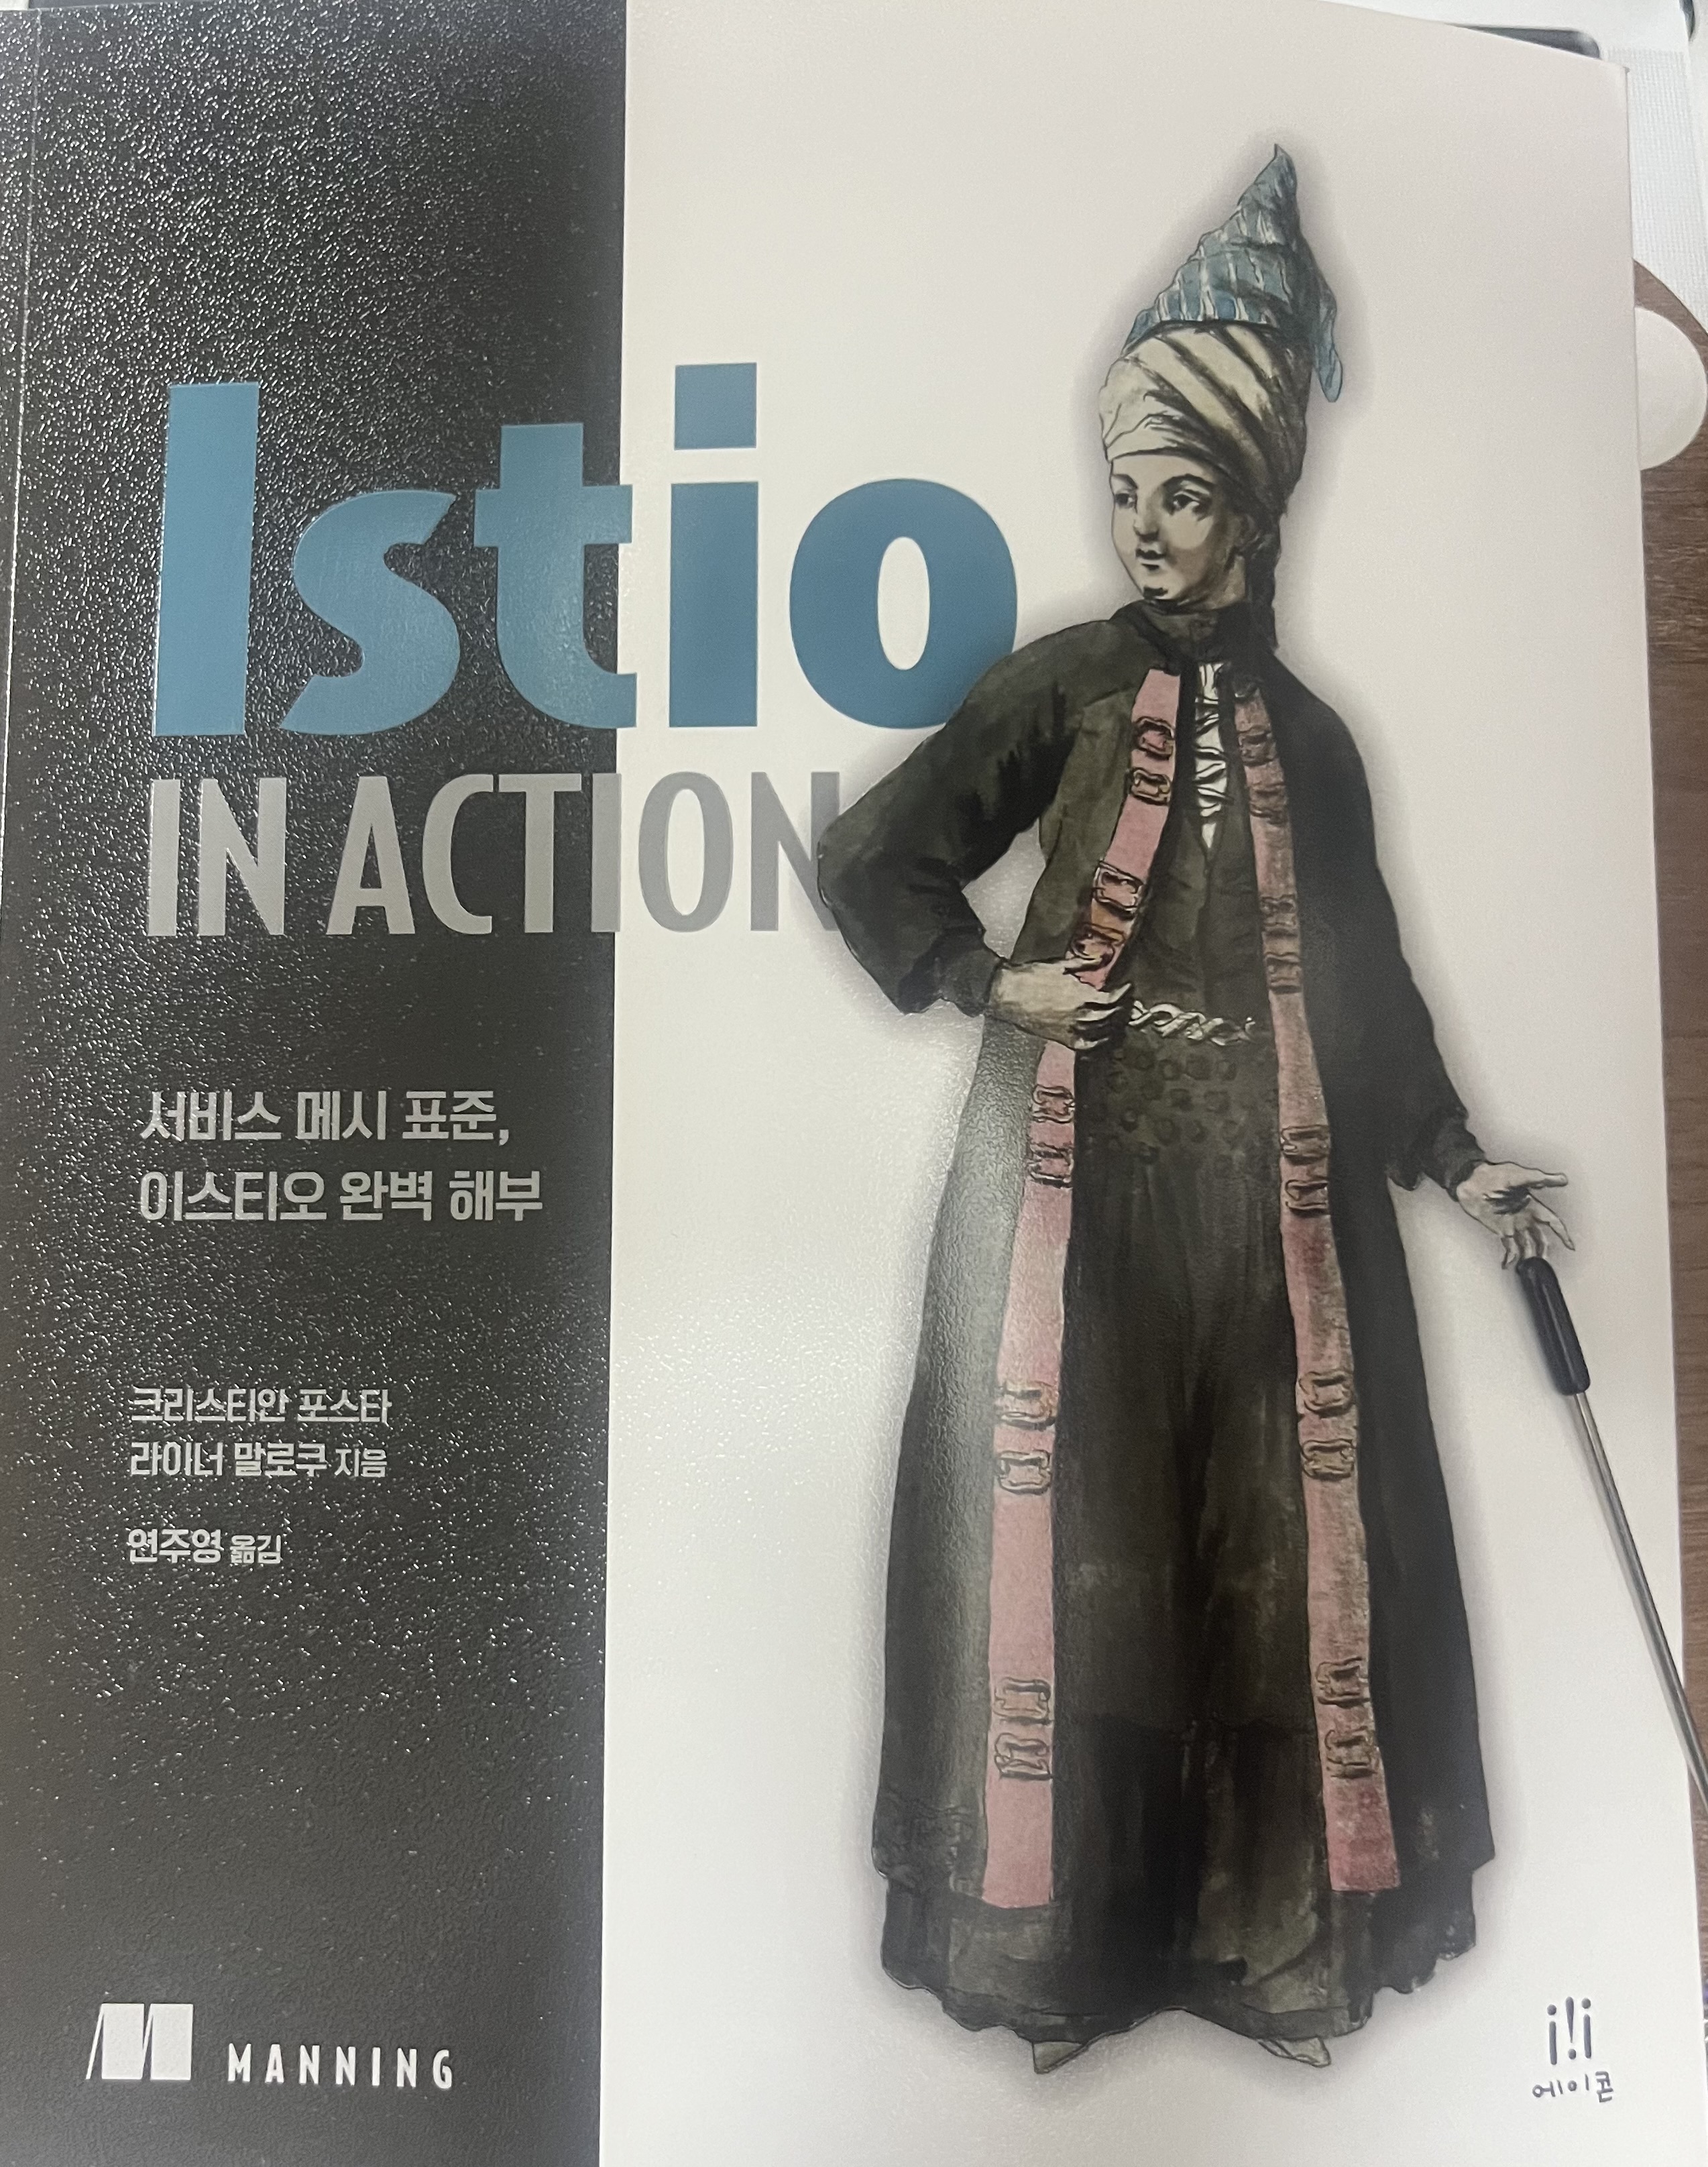 Istio
IN ACTION
서비스 메시 표준,
이스티오 완벽 해부
크리스티안 포스타
라이너 말로쿠 지음
연주영 옮김
MANNING
에이콘